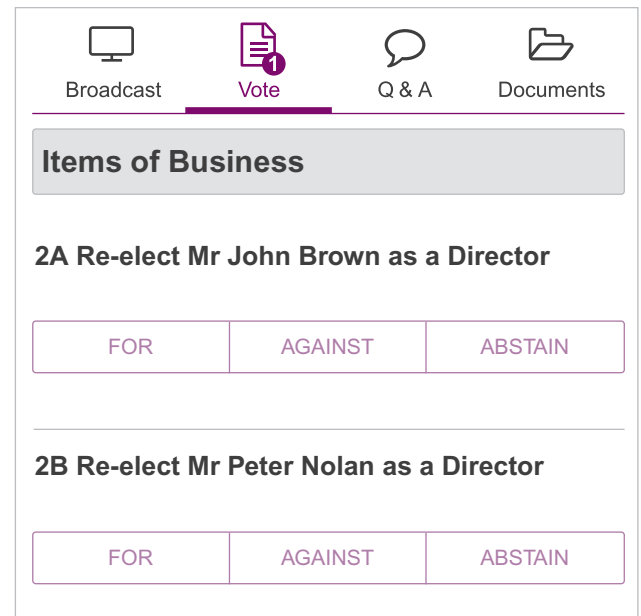 1
Broadcast Vote Q & A Documents
Items of Business
2A Re-elect Mr John Brown as a Director
FOR AGAINST ABSTAIN
2B Re-elect Mr Peter Nolan as a Director
FOR AGAINST ABSTAIN